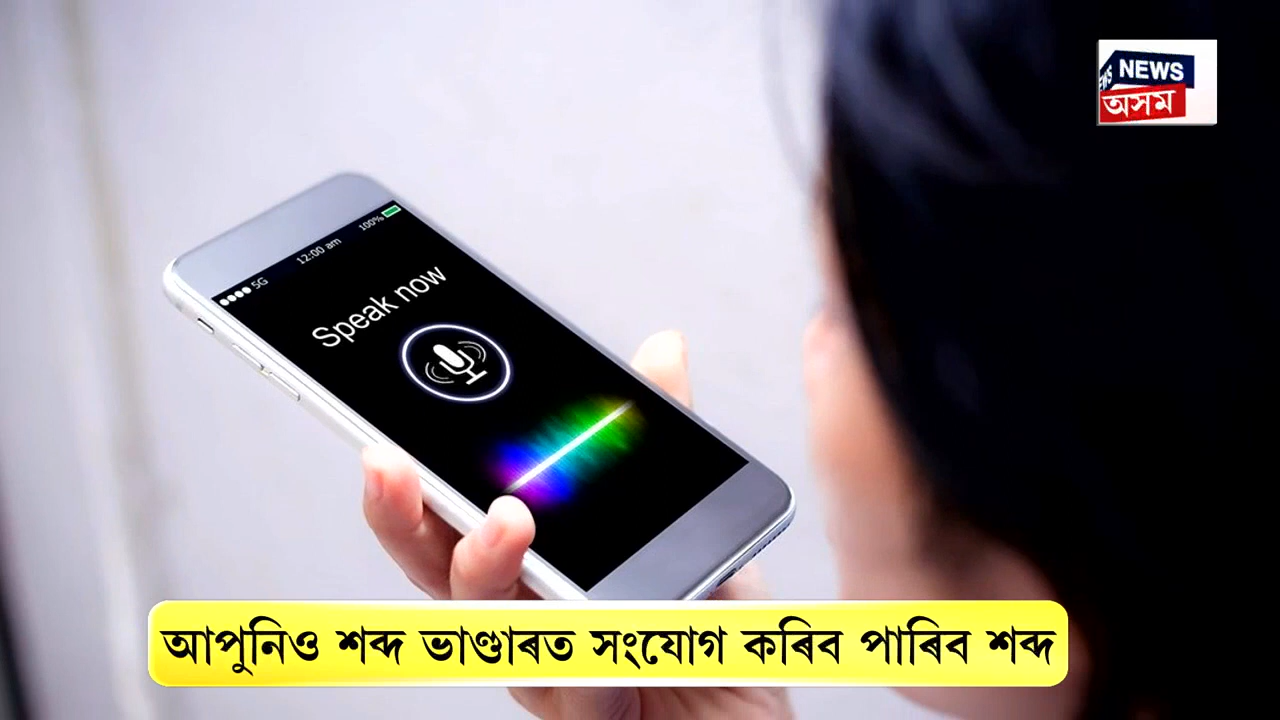 NEWS
অসম
5G 12:00 am 100%
Speak now
আপুনিও শব্দ ভাণ্ডাৰত সংযোগ কৰিব পাৰিব শব্দ